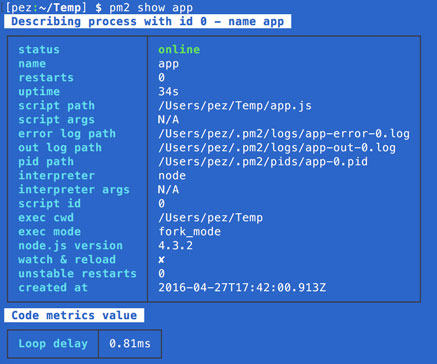 [pez:~/Temp] $ pm2 show app
Describing process with id 0 - name app
status online
name app
restarts 0
uptime 34s
script path /Users/pez/Temp/app.js
script args N/A
error log path /Users/pez/.pm2/logs/app-error-0.log
out log path /Users/pez/.pm2/logs/app-out-0.log
pid path /Users/pez/.pm2/pids/app-0.pid
interpreter node
interpreter args N/A
script id 0
exec cwd /Users/pez/Temp
exec mode fork_mode
node.js version 4.3.2
watch & reload ✘
unstable restarts 0
created at 2016-04-27T17:42:00.913Z
Code metrics value
Loop delay 0.81ms